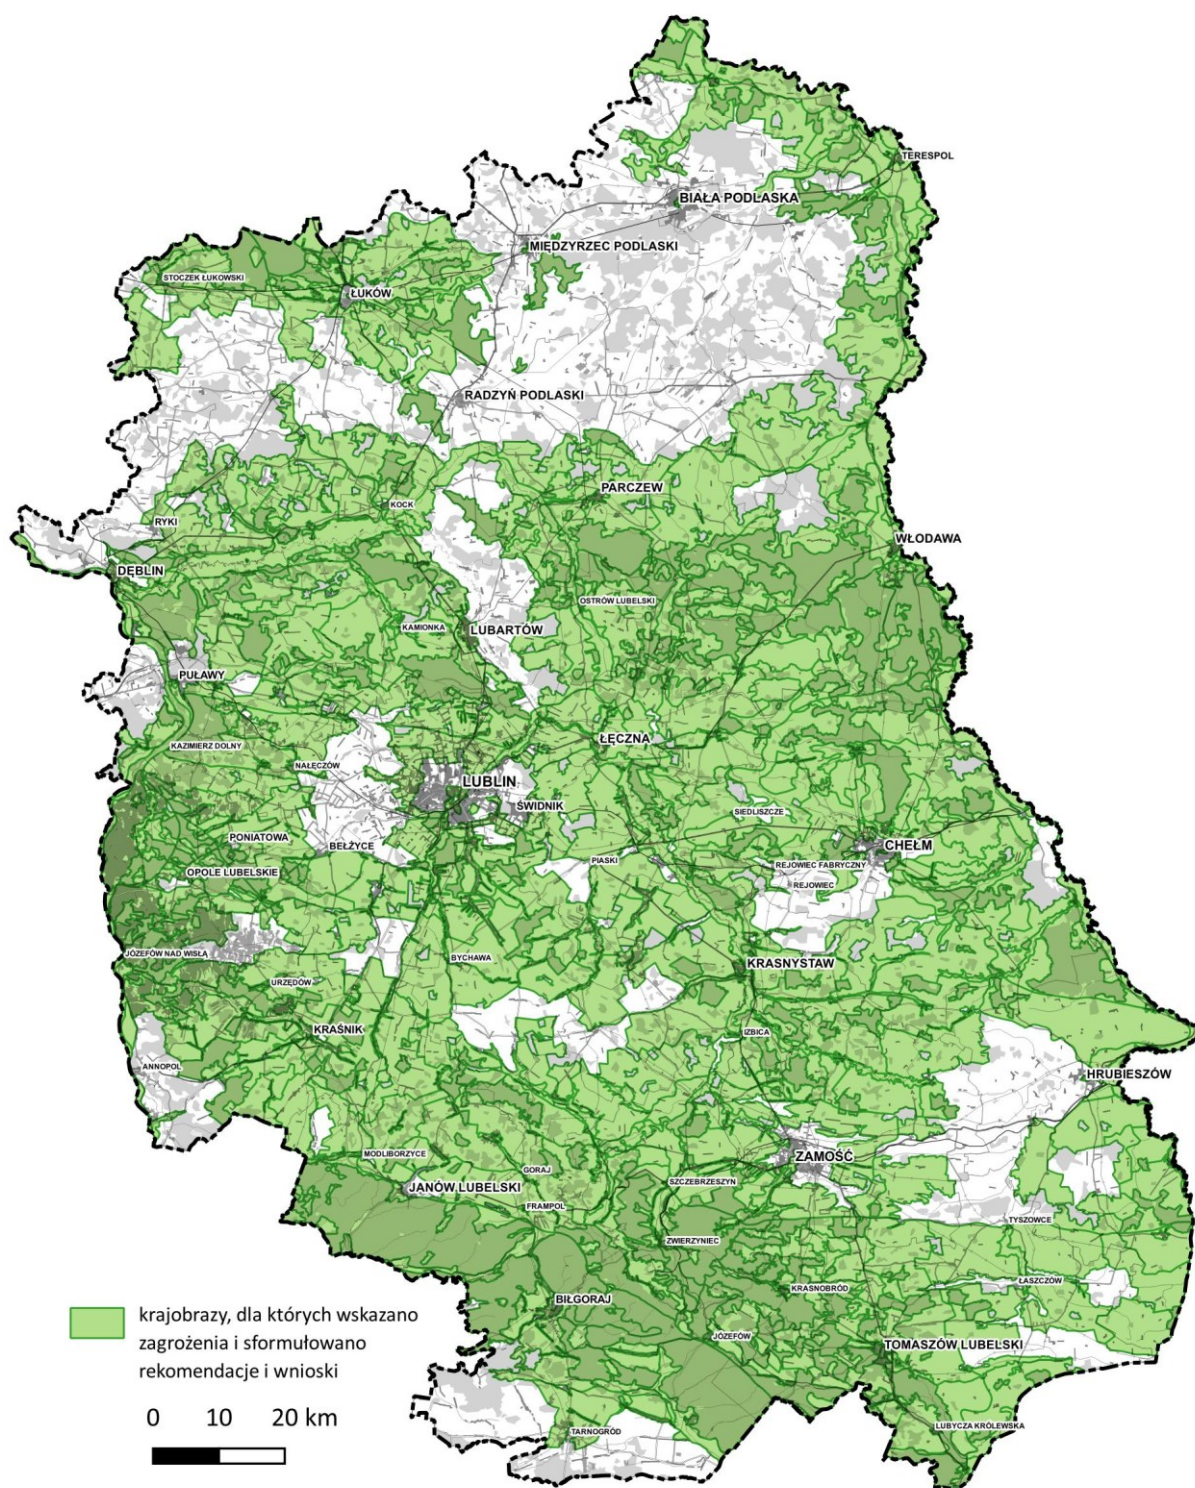 TERESPOL
BIAŁA PODLASKA
MIĘDZYRZEC PODLASKI
STOCZEK ŁUKOWSKI
ŁUKÓW
RADZYŃ PODLASKI
PARCZEW
KOCK
RYKI
WŁODAWA
DĘBLIN
OSTRÓW LUBELSKI
KAMIONKA
LUBARTÓW
PUŁAWY
KAZIMIERZ DOLNY
ŁĘCZNA
NAŁĘCZÓW
LUBLIN
ŚWIDNIK
SIEDLISZCZE
PONIATOWA
BEŁŻYCE
CHEŁM
PIASKI
REJOWIEC FABRYCZNY
OPOLE LUBELSKIE
REJOWIEC
JÓZEFÓW NAD WISŁĄ
BYCHAWA
KRASNYSTAW
URZĘDÓW
KRAŚNIK
IZBICA
ANNOPOL
HRUBIESZÓW
MODLIBORZYCE
GORAJ
ZAMOŚĆ
SZCZEBRZESZYN
JANÓW LUBELSKI
FRAMPOL
TYSZOWCE
ZWIERZYNIEC
ŁASZCZÓW
KRASNOBRÓD
BIŁGORAJ
JÓZEFÓW
TOMASZÓW LUBELSKI
LUBYCZA KRÓLEWSKA
TARNOGRÓD
krajobrazy, dla których wskazano
zagrożenia i sformułowano
rekomendacje i wnioski
0 10 20 km